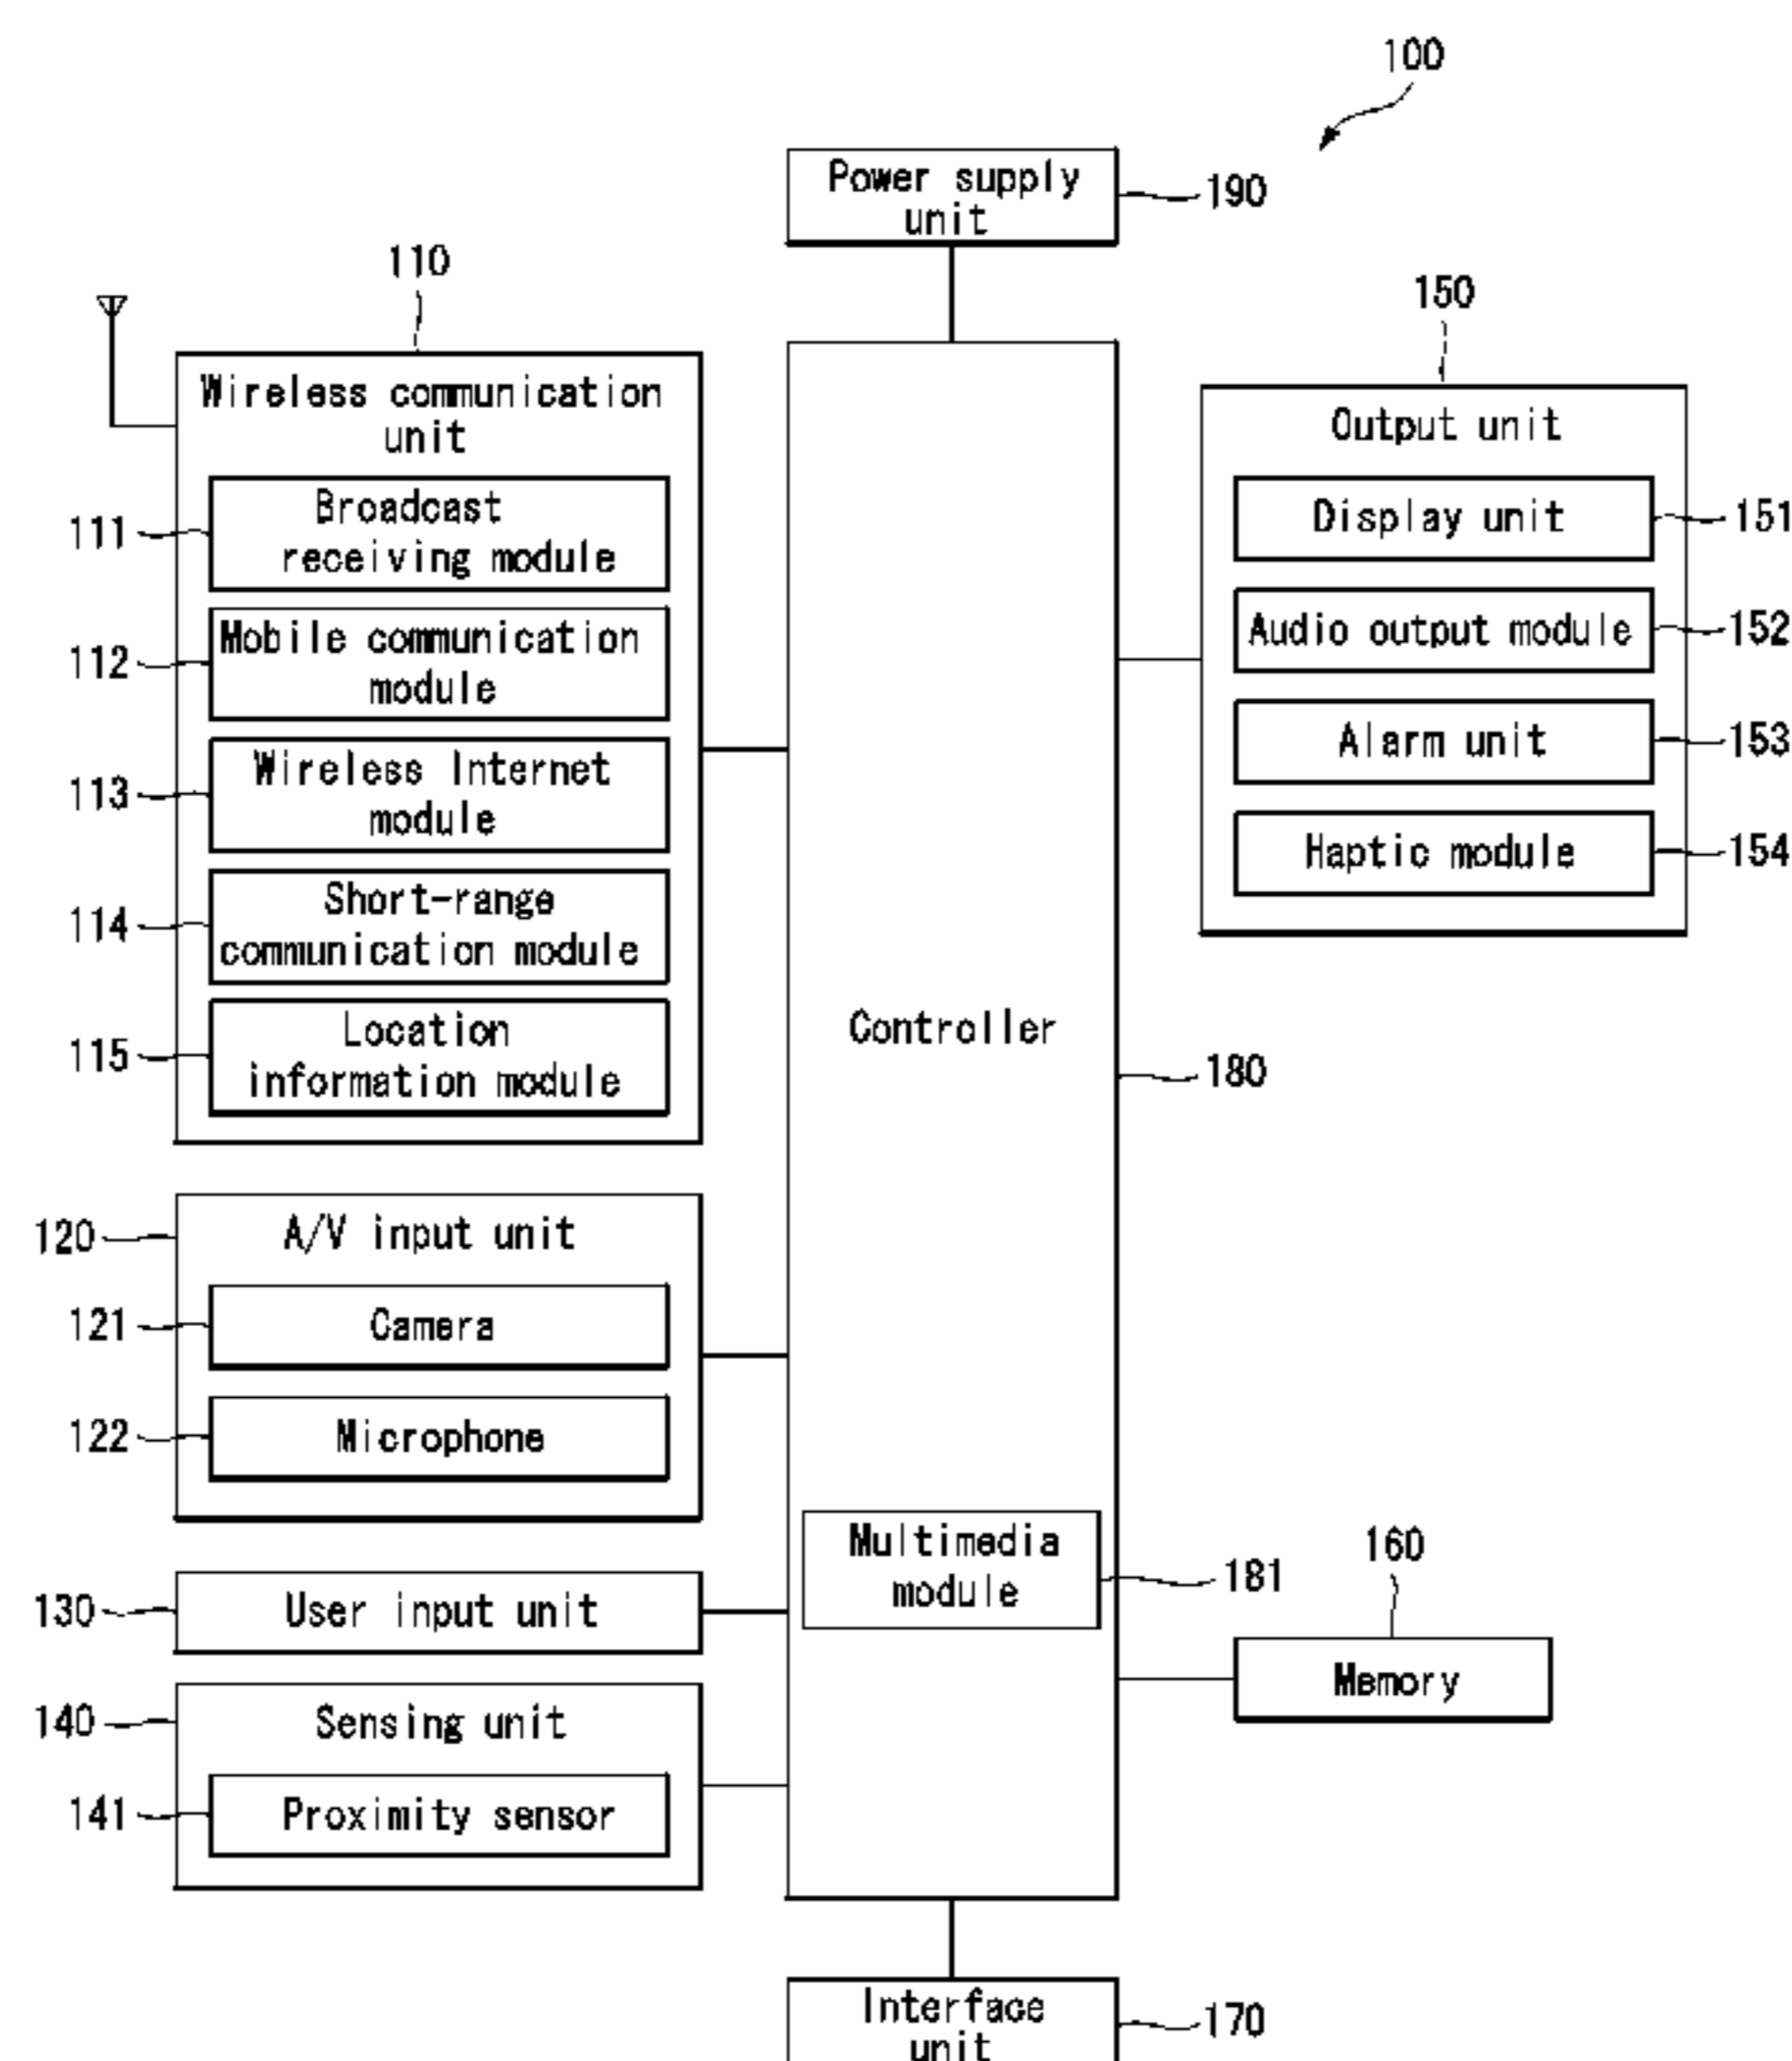 100
Power supply
unit
190
110
150
Wireless communication
unit
Output unit
Broadcast
receiving module
111
Display unit
151
Mobile communication
module
112
Audio output module
152
Wireless Internet
module
113
Alarm unit
153
Short-range
communication module
114
Haptic module
154
Location
information module
115
Controller
180
120
A/V input unit
121
Camera
122
Microphone
Multimedia
module
181
160
130
User input unit
Memory
140
Sensing unit
141
Proximity sensor
Interface
unit
170